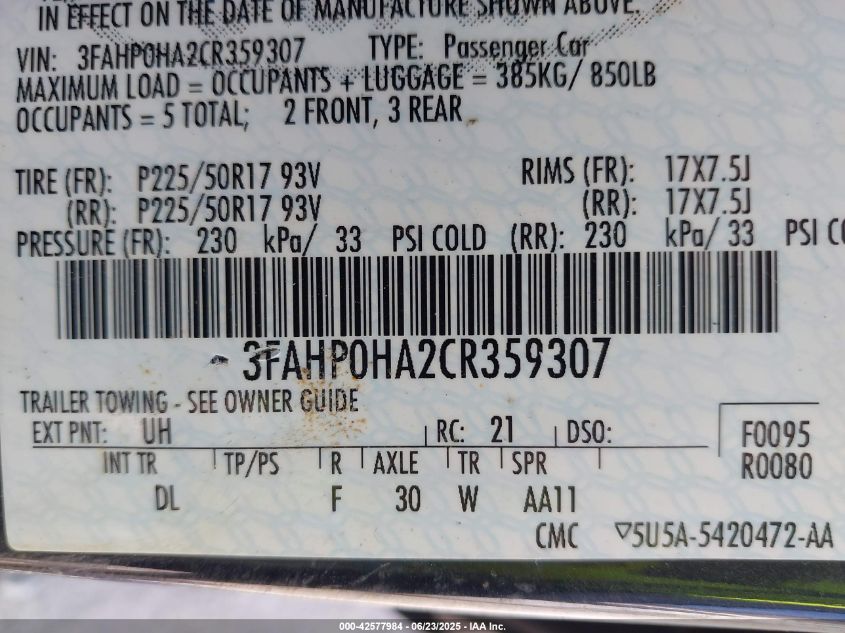 IN EFFECT ON THE DATE OF MANUFACTURE SHOWN ABOVE.
VIN: 3FAHP0HA2CR359307 TYPE: Passenger Car
MAXIMUM LOAD = OCCUPANTS + LUGGAGE = 385KG/ 850LB
OCCUPANTS = 5 TOTAL; 2 FRONT, 3 REAR
TIRE (FR): P225/50R17 93V RIMS (FR): 17X7.5J
(RR): P225/50R17 93V (RR): 17X7.5J
PRESSURE (FR): 230 kPa/ 33 PSI COLD (RR): 230 kPa/ 33 PSI CO
3FAHP0HA2CR359307
TRAILER TOWING - SEE OWNER GUIDE
EXT PNT: UH RC: 21 DSO: F0095
INT TR TP/PS R AXLE TR SPR R0080
DL F 30 W AA11
CMC ▽5U5A-5420472-AA
000-42577984 - 06/23/2025 - IAA Inc.